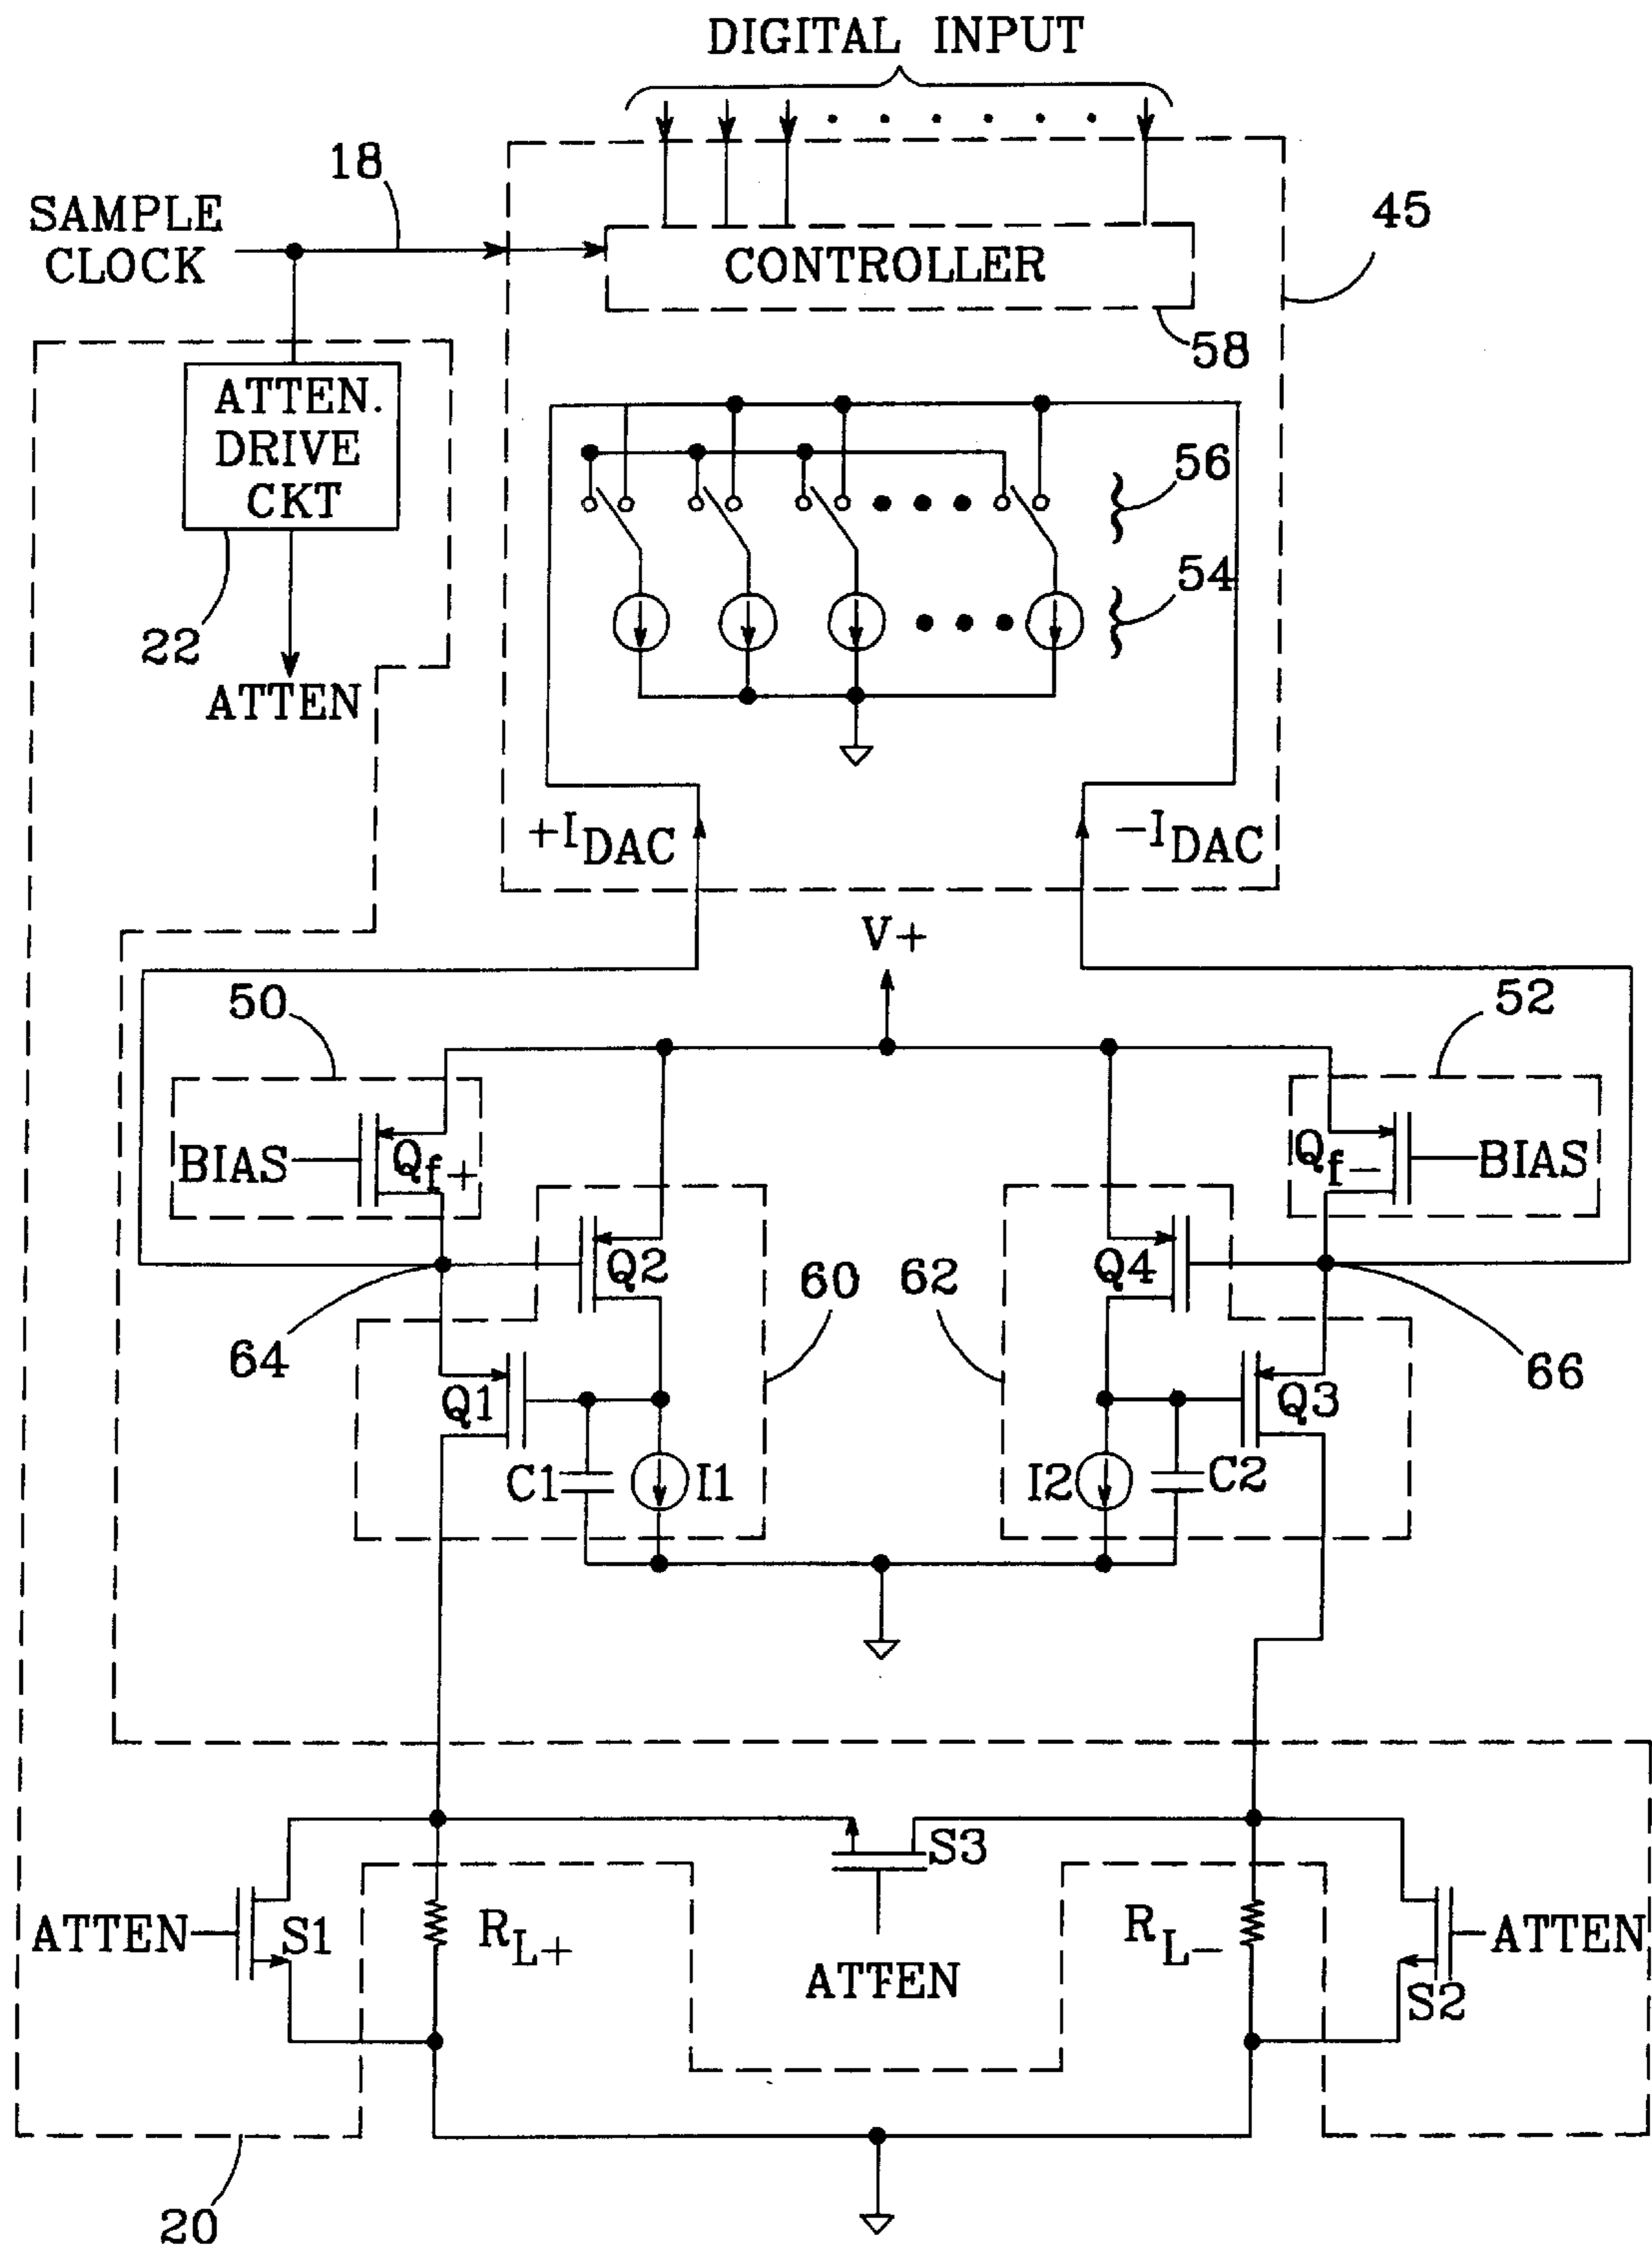 DIGITAL INPUT
18
SAMPLE
CLOCK
45
CONTROLLER
58
ATTEN.
DRIVE
CKT
56
54
22
ATTEN
+I DAC
-I DAC
V+
50
52
BIAS
Qf+
Qf-
BIAS
Q2
Q4
60
62
64
66
Q1
Q3
C1
I1
I2
C2
S3
ATTEN
S1
RL+
RL-
ATTEN
ATTEN
S2
20